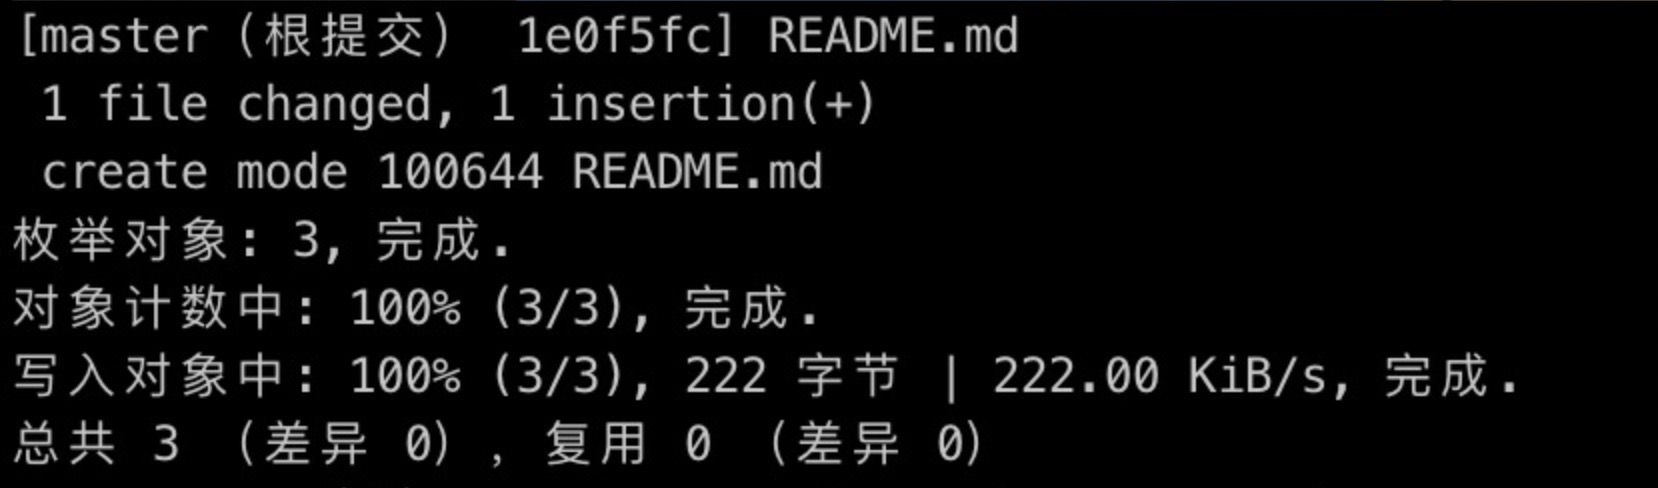 [master（根提交） 1e0f5fc] README.md
 1 file changed, 1 insertion(+)
 create mode 100644 README.md
枚举对象: 3, 完成.
对象计数中: 100% (3/3), 完成.
写入对象中: 100% (3/3), 222 字节 | 222.00 KiB/s, 完成.
总共 3 （差异 0），复用 0 （差异 0）